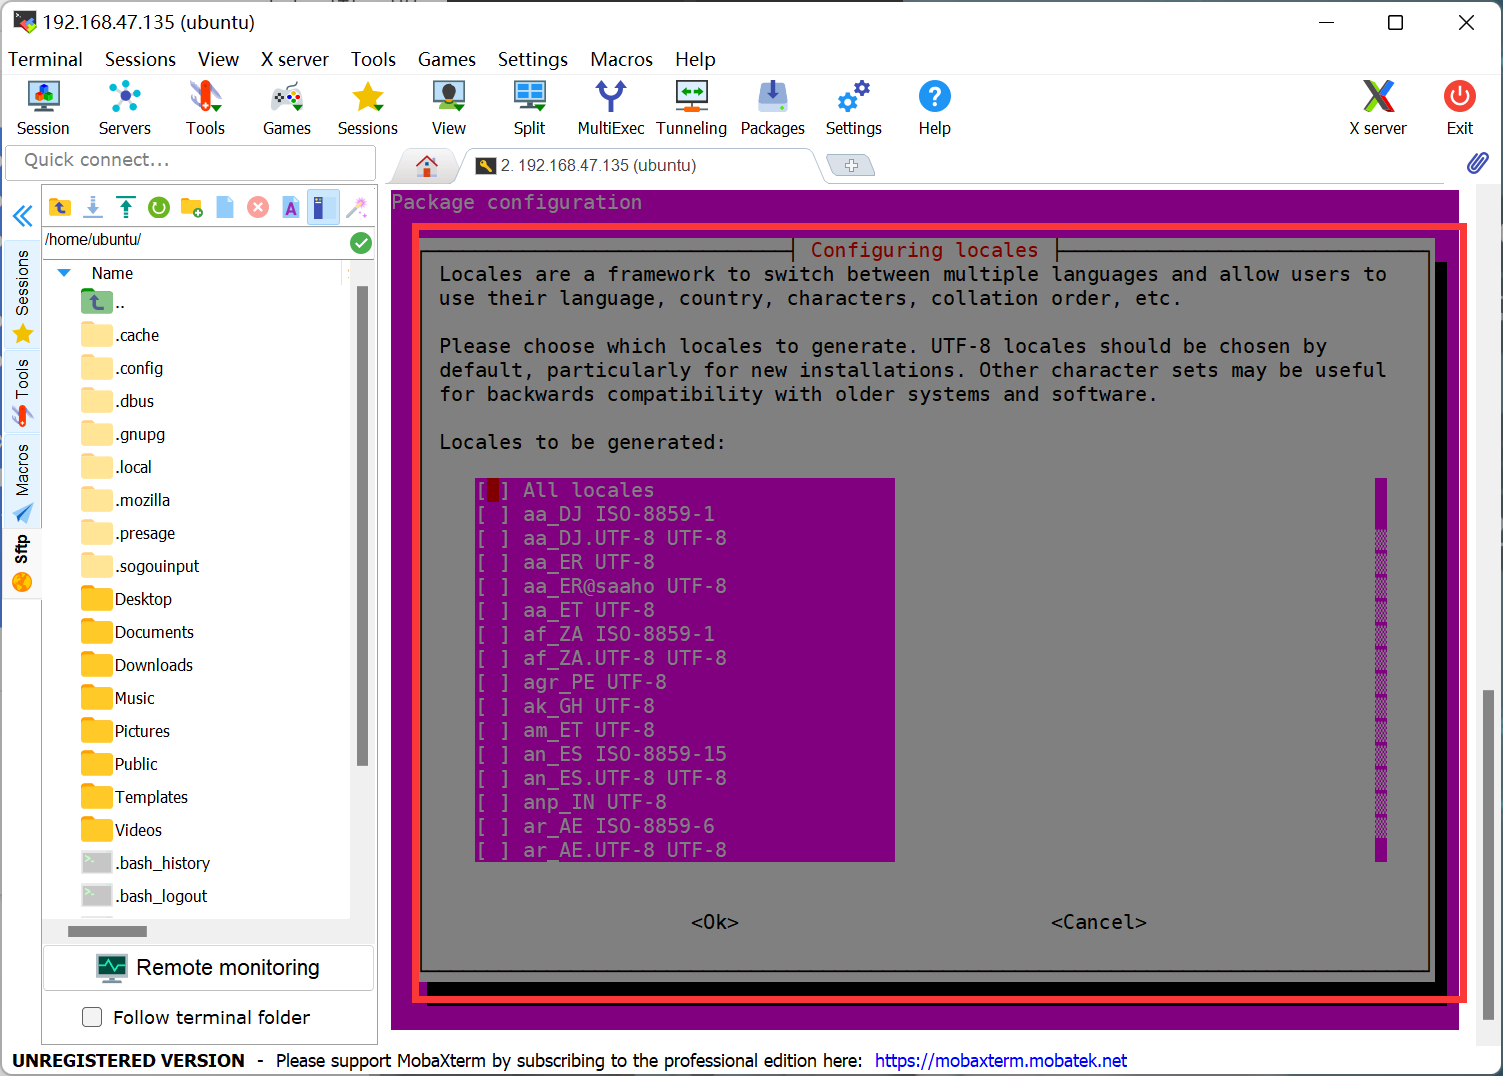 192.168.47.135 (ubuntu)
Terminal Sessions View X server Tools Games Settings Macros Help
Session Servers Tools Games Sessions View Split MultiExec Tunneling Packages Settings Help X server Exit
Quick connect...
2. 192.168.47.135 (ubuntu)
/home/ubuntu/
Name
..
.cache
.config
.dbus
.gnupg
.local
.mozilla
.presage
.sogouinput
Desktop
Documents
Downloads
Music
Pictures
Public
Templates
Videos
.bash_history
.bash_logout
Sessions
Tools
Macros
Sftp
Remote monitoring
Follow terminal folder
Package configuration
Configuring locales
Locales are a framework to switch between multiple languages and allow users to
use their language, country, characters, collation order, etc.
Please choose which locales to generate. UTF-8 locales should be chosen by
default, particularly for new installations. Other character sets may be useful
for backwards compatibility with older systems and software.
Locales to be generated:
[ ] All locales
[ ] aa_DJ ISO-8859-1
[ ] aa_DJ.UTF-8 UTF-8
[ ] aa_ER UTF-8
[ ] aa_ER@saaho UTF-8
[ ] aa_ET UTF-8
[ ] af_ZA ISO-8859-1
[ ] af_ZA.UTF-8 UTF-8
[ ] agr_PE UTF-8
[ ] ak_GH UTF-8
[ ] am_ET UTF-8
[ ] an_ES ISO-8859-15
[ ] an_ES.UTF-8 UTF-8
[ ] anp_IN UTF-8
[ ] ar_AE ISO-8859-6
[ ] ar_AE.UTF-8 UTF-8
<Ok> <Cancel>
UNREGISTERED VERSION - Please support MobaXterm by subscribing to the professional edition here: https://mobaxterm.mobatek.net